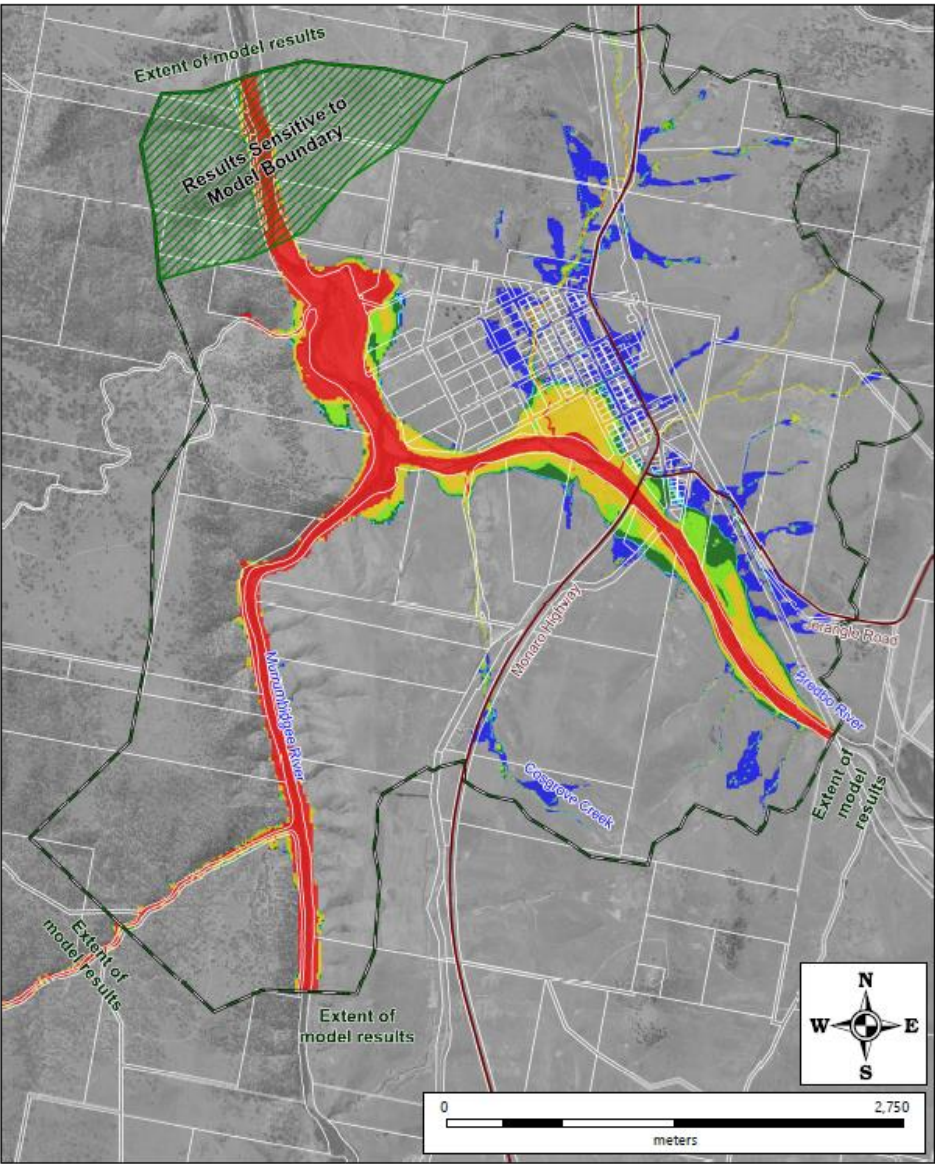 Extent of model results
Results Sensitive to
Model Boundary
Monaro Highway
erangle Road
Murrumbidgee River
Bredbo River
Cosgrove Creek
Extent of
model
results
Extent of
model results
Extent of
model results
N
W E
S
0 2,750
meters